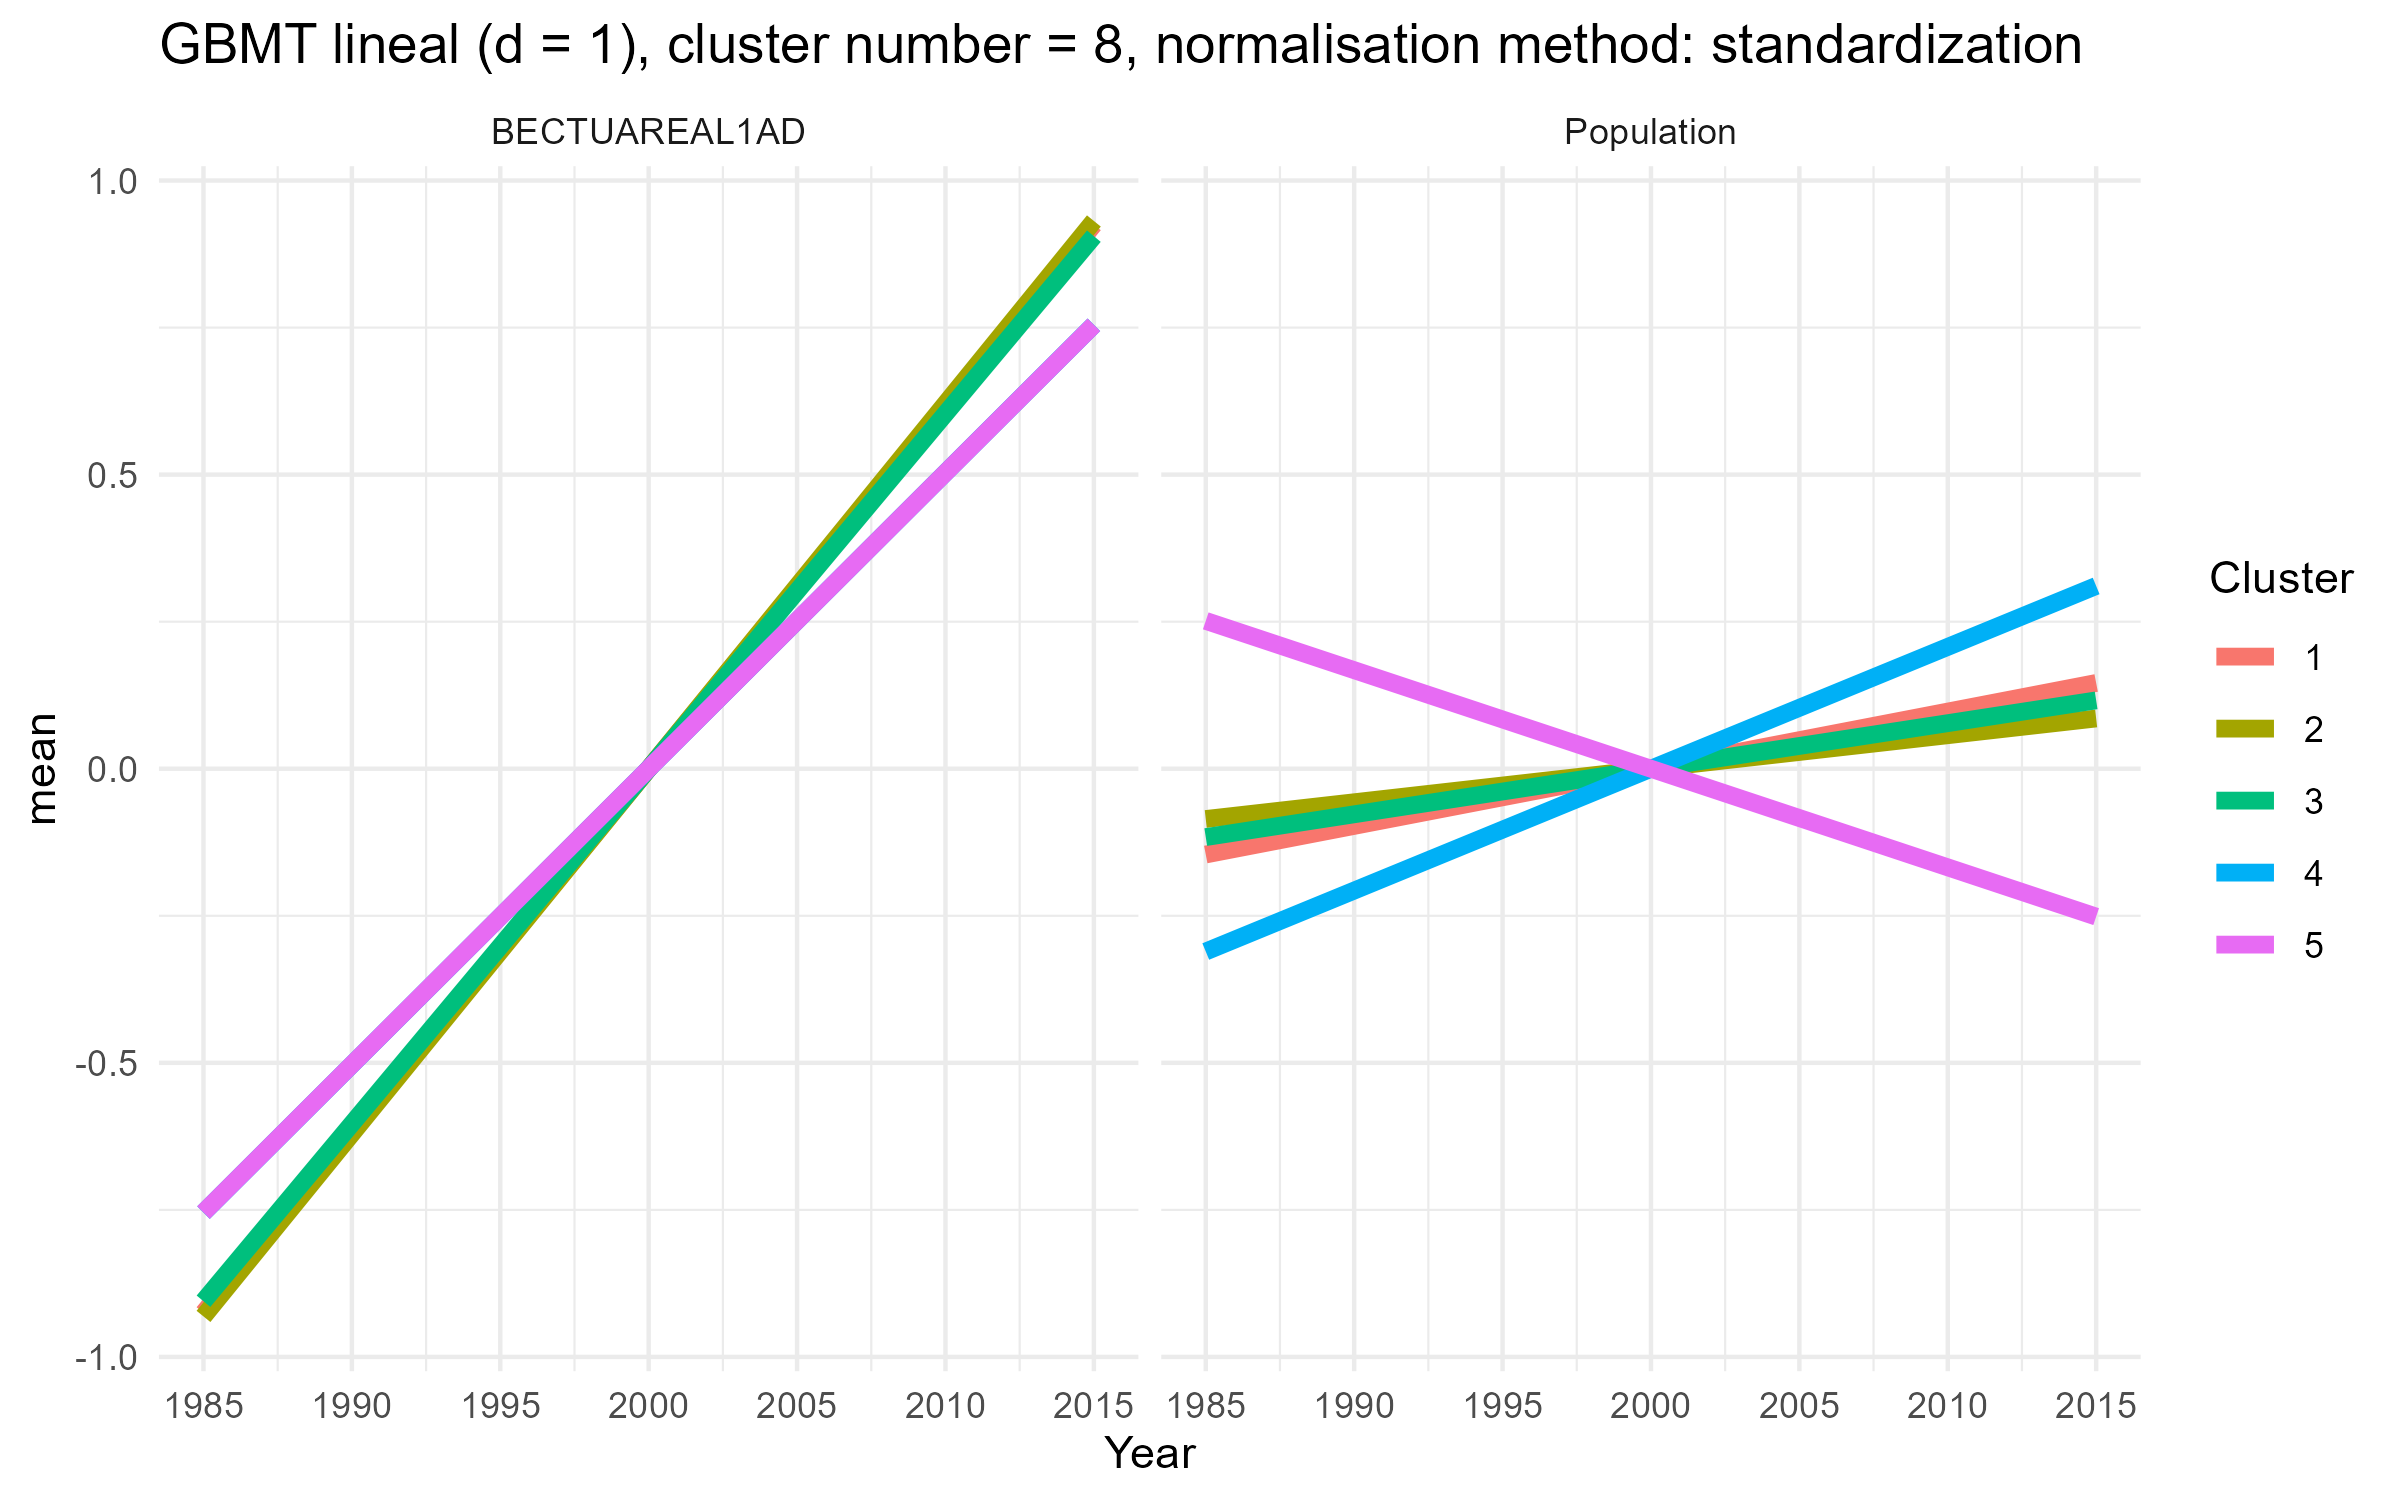 GBMT lineal (d = 1), cluster number = 8, normalisation method: standardization
BECTUAREAL1AD
Population
1.0
0.5
0.0
-0.5
-1.0
mean
1985 1990 1995 2000 2005 2010 2015
1985 1990 1995 2000 2005 2010 2015
Year
Cluster
1
2
3
4
5